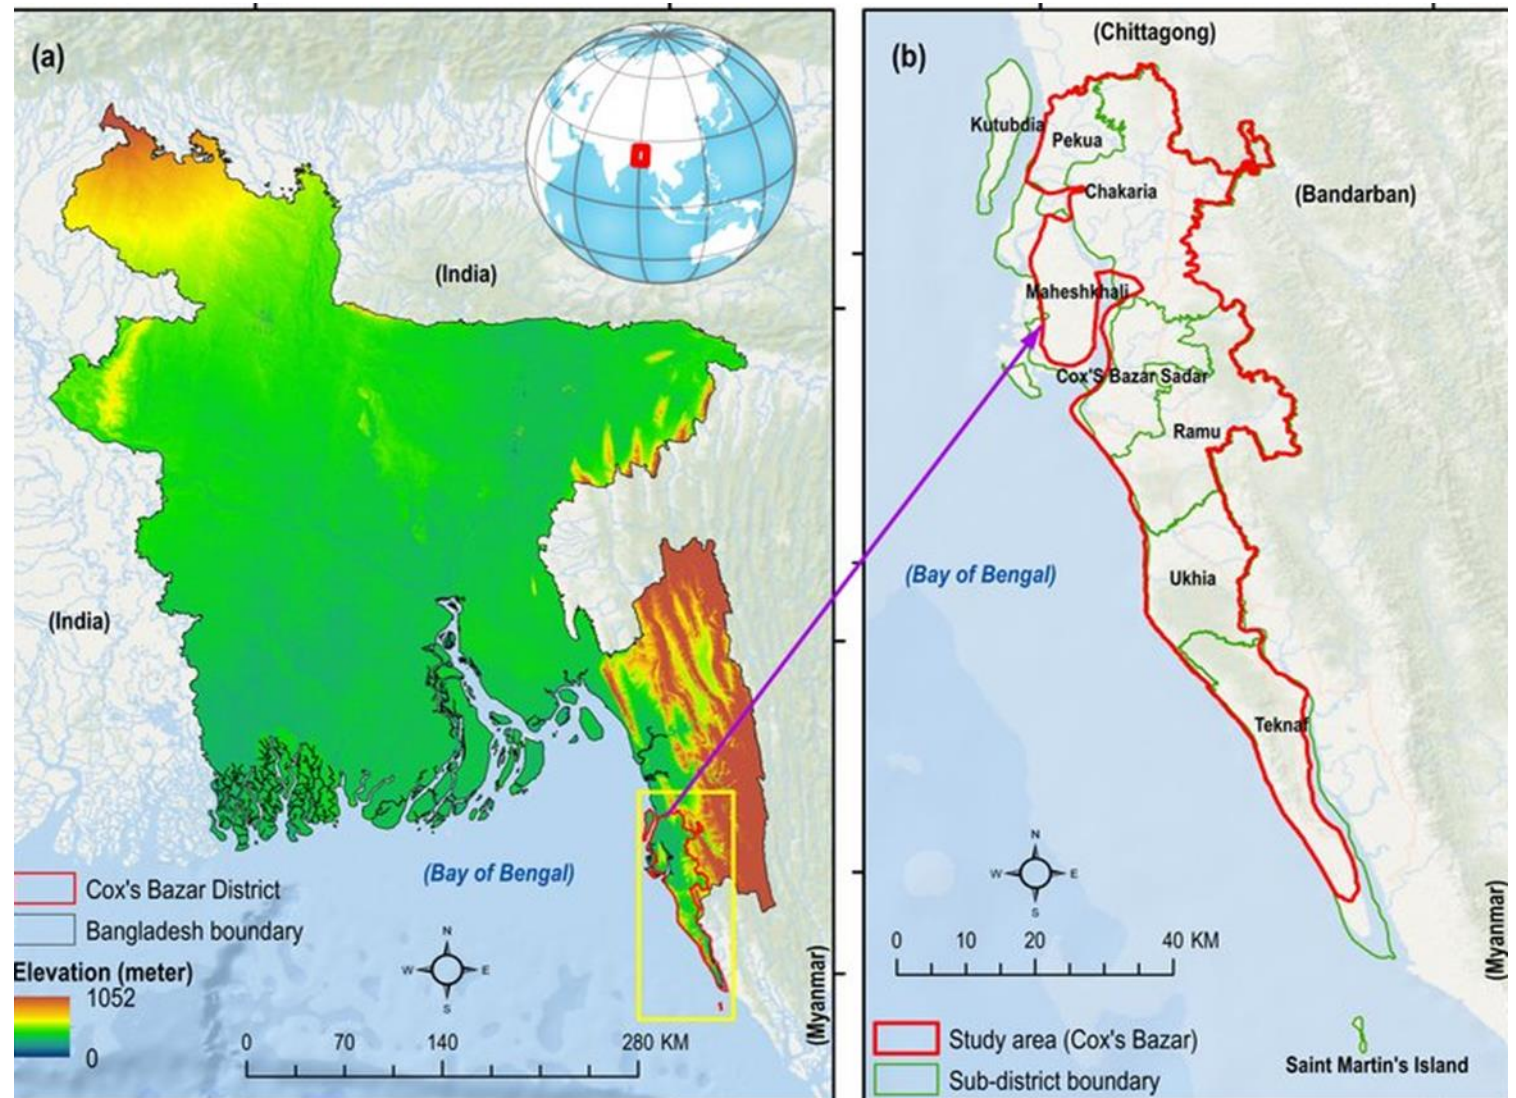 (a)
(India)
(India)
(Bay of Bengal)
Cox's Bazar District
Bangladesh boundary
Elevation (meter)
1052
0
N
W
E
S
0 70 140 280 KM
(Myanmar)
(b)
(Chittagong)
Kutubdia
Pekua
Chakaria
(Bandarban)
Maheshkhali
Cox'S Bazar Sadar
Ramu
(Bay of Bengal)
Ukhia
Teknaf
N
W
E
S
0 10 20 40 KM
(Myanmar)
Study area (Cox's Bazar)
Sub-district boundary
Saint Martin's Island